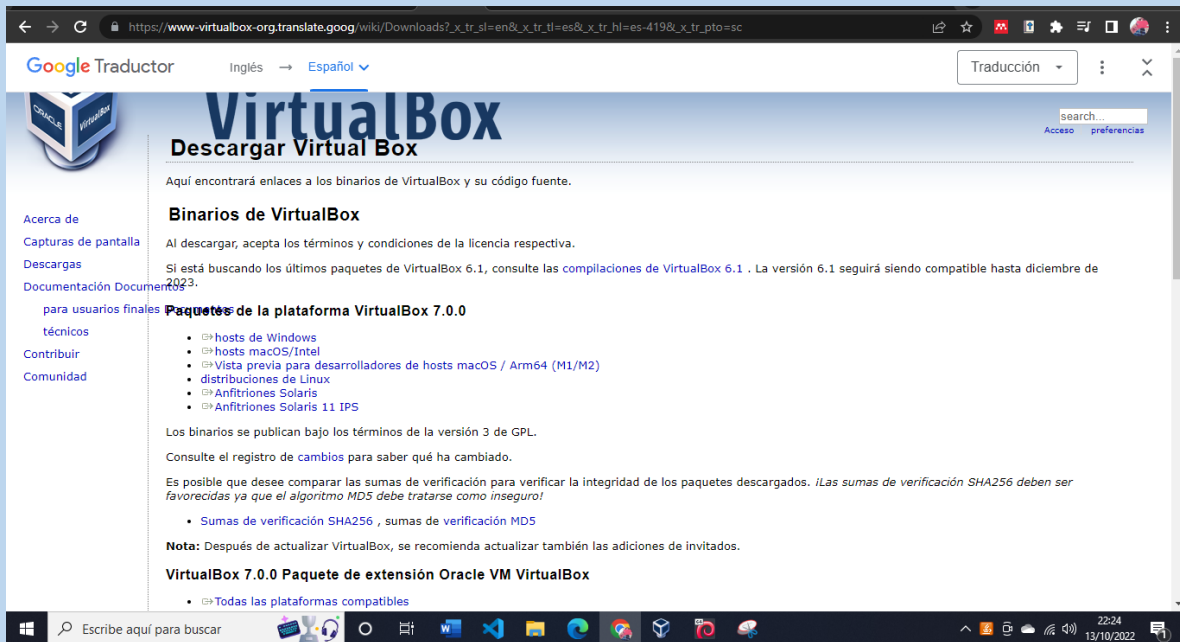 https://www-virtualbox-org.translate.goog/wiki/Downloads?_x_tr_sl=en&_x_tr_tl=es&_x_tr_hl=es-419&_x_tr_pto=sc
Google Traductor
Inglés → Español
Traducción
ORACLE
VirtualBox
VirtualBox
search...
Acceso preferencias
Descargar Virtual Box
Aquí encontrará enlaces a los binarios de VirtualBox y su código fuente.
Acerca de
Capturas de pantalla
Descargas
Documentación Documentos
para usuarios finales Documentos
técnicos
Contribuir
Comunidad
Binarios de VirtualBox
Al descargar, acepta los términos y condiciones de la licencia respectiva.
Si está buscando los últimos paquetes de VirtualBox 6.1, consulte las compilaciones de VirtualBox 6.1 . La versión 6.1 seguirá siendo compatible hasta diciembre de
2023.
Paquetes de la plataforma VirtualBox 7.0.0
hosts de Windows
hosts macOS/Intel
Vista previa para desarrolladores de hosts macOS / Arm64 (M1/M2)
distribuciones de Linux
Anfitriones Solaris
Anfitriones Solaris 11 IPS
Los binarios se publican bajo los términos de la versión 3 de GPL.
Consulte el registro de cambios para saber qué ha cambiado.
Es posible que desee comparar las sumas de verificación para verificar la integridad de los paquetes descargados. ¡Las sumas de verificación SHA256 deben ser
favorecidas ya que el algoritmo MD5 debe tratarse como inseguro!
Sumas de verificación SHA256 , sumas de verificación MD5
Nota: Después de actualizar VirtualBox, se recomienda actualizar también las adiciones de invitados.
VirtualBox 7.0.0 Paquete de extensión Oracle VM VirtualBox
Todas las plataformas compatibles
Escribe aquí para buscar
22:24
13/10/2022